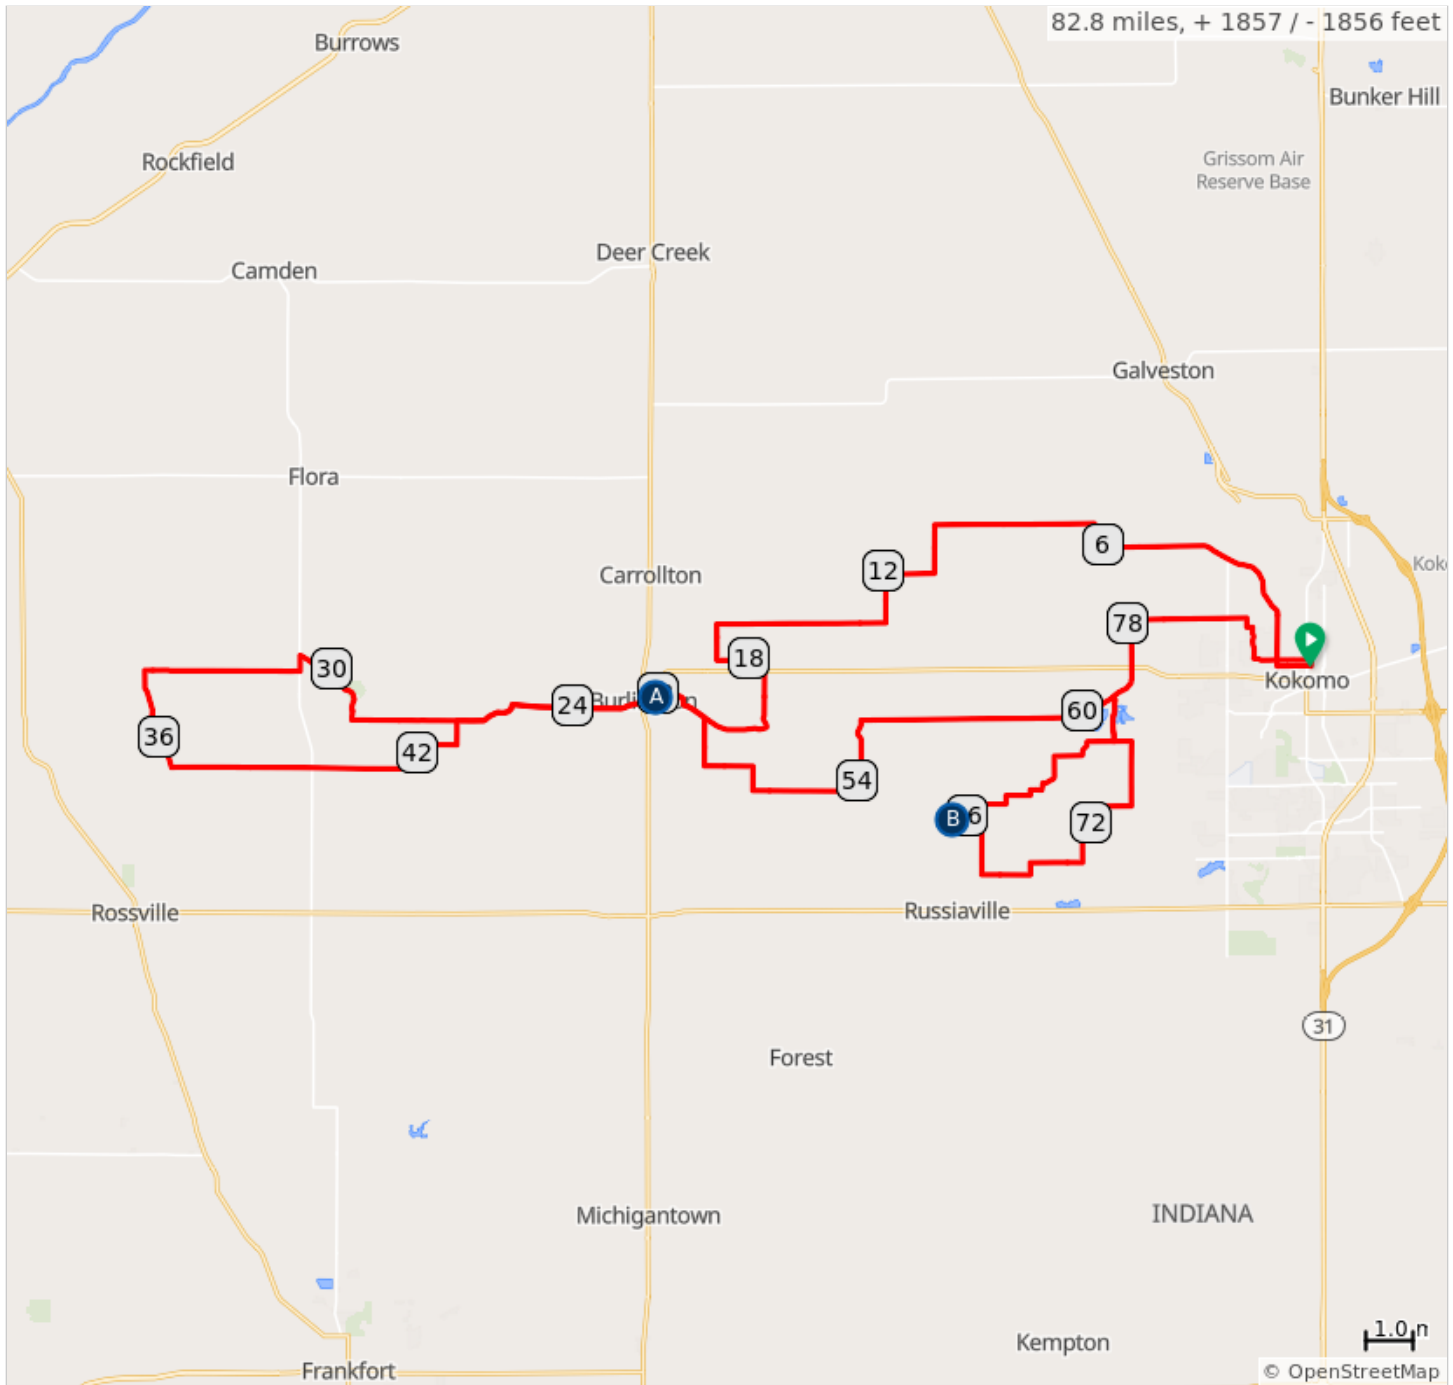 82.8 miles, + 1857 / - 1856 feet
Burrows
Bunker Hill
Rockfield
Grissom Air
Reserve Base
Deer Creek
Camden
Galveston
Flora
6
Koko
12
Carrollton
78
18
30
Kokomo
A
24
60
36
42
54
B
6
72
Rossville
Russiaville
31
Forest
Michigantown
INDIANA
1.0
Kempton
Frankfort
© OpenStreetMap